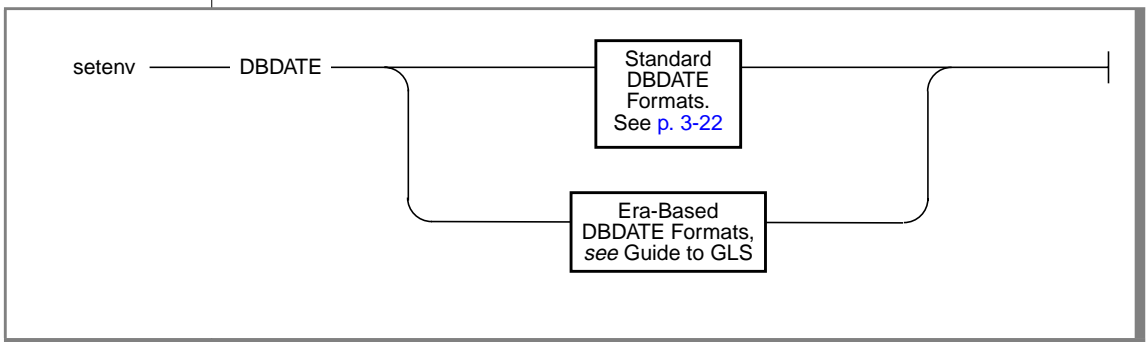 setenv DBDATE
Standard
DBDATE
Formats.
See p. 3-22
Era-Based
DBDATE Formats,
see Guide to GLS